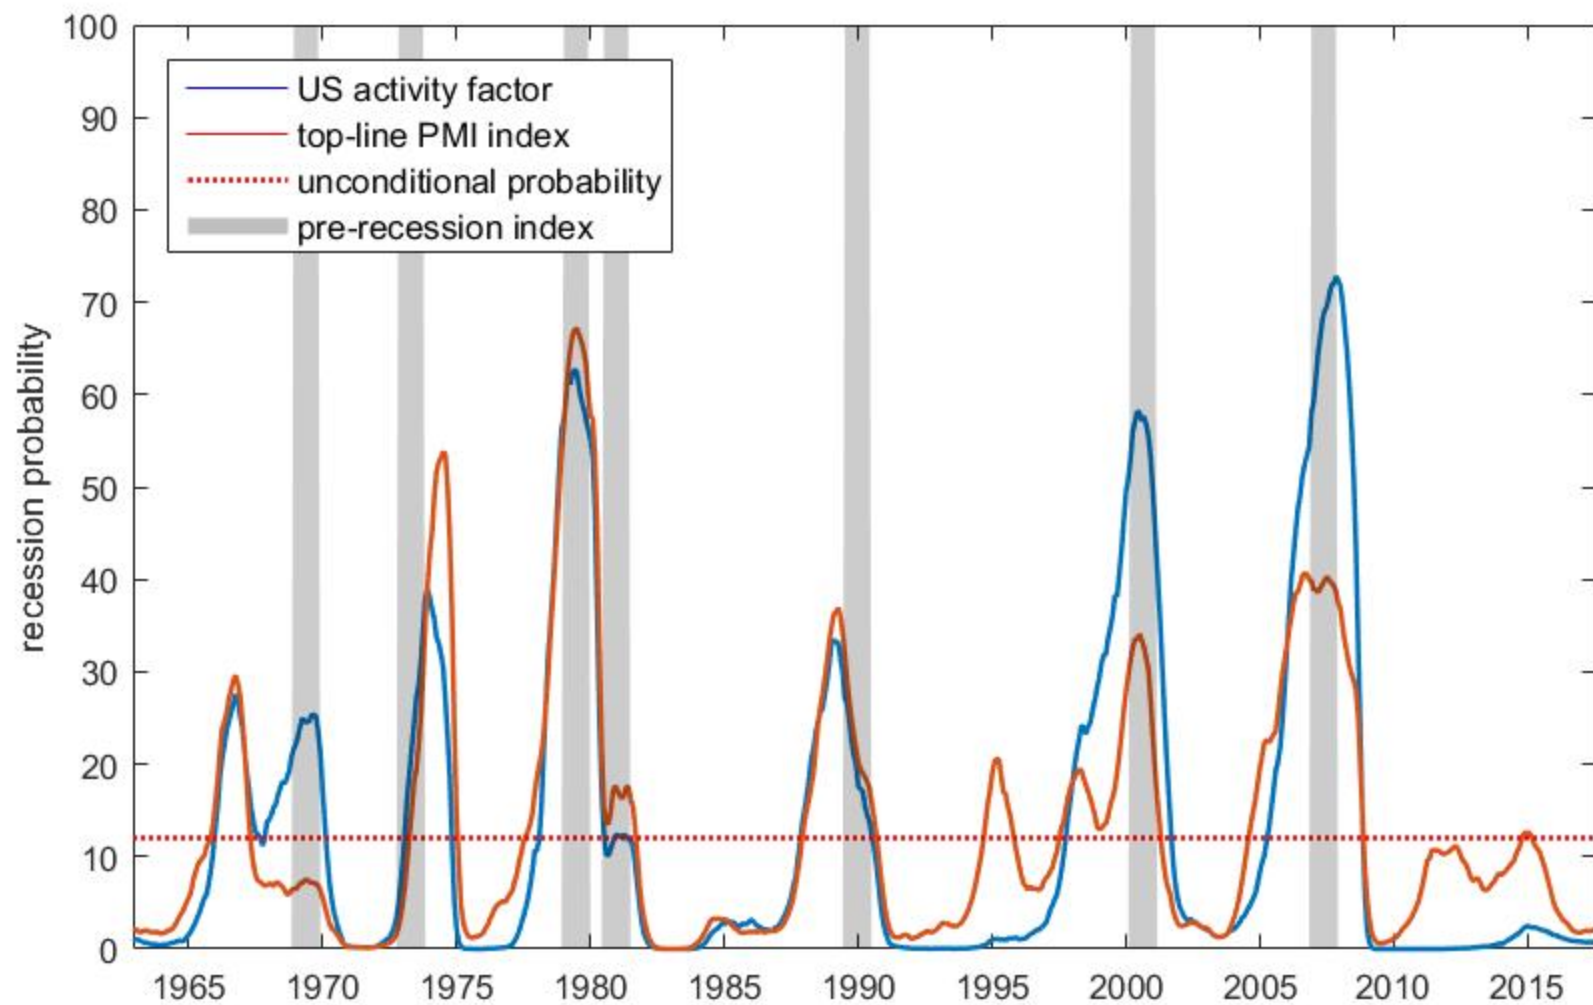 100
90
80
70
60
50
40
30
20
10
0
recession probability
US activity factor
top-line PMI index
unconditional probability
pre-recession index
1965 1970 1975 1980 1985 1990 1995 2000 2005 2010 2015